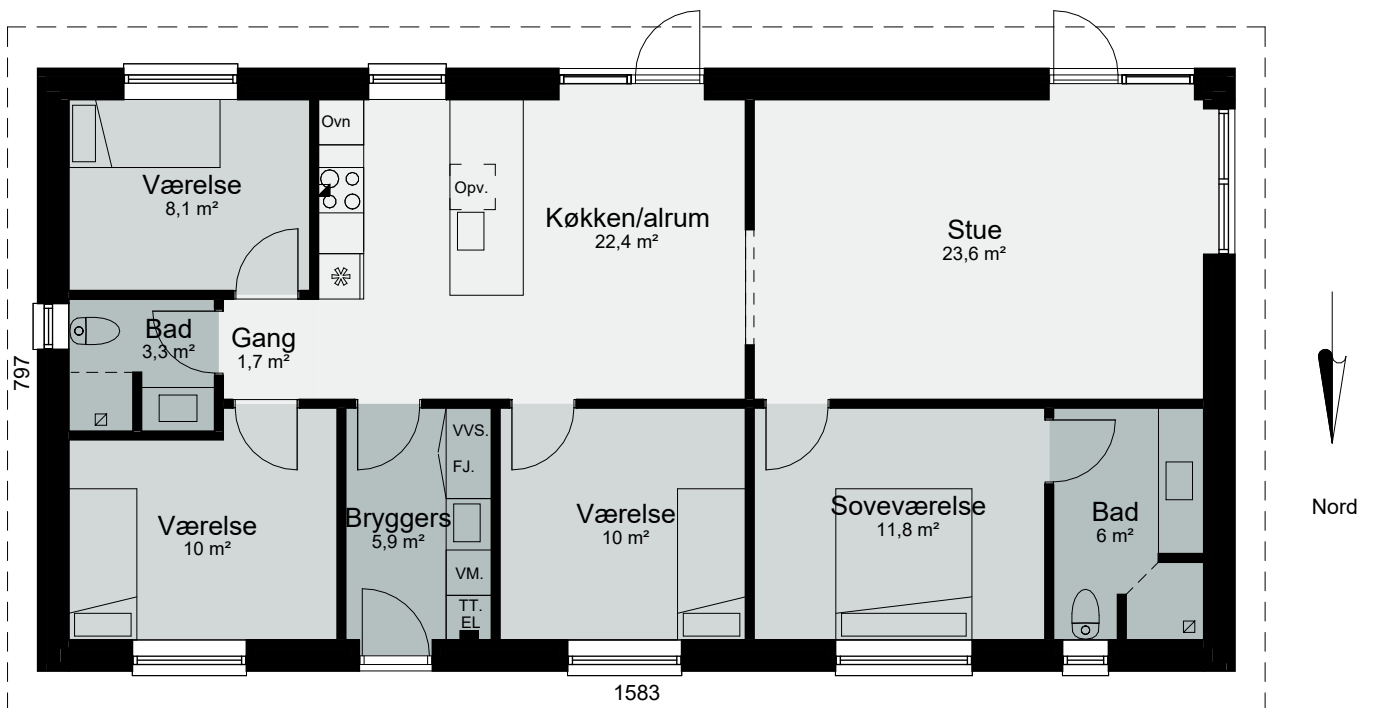 Ovn
Værelse
8,1 m²
Opv.
Køkken/alrum
22,4 m²
Stue
23,6 m²
Bad
3,3 m²
Gang
1,7 m²
797
VVS.
FJ.
Værelse
10 m²
Bryggers
5,9 m²
VM.
TT.
EL
Værelse
10 m²
Soveværelse
11,8 m²
Bad
6 m²
Nord
1583